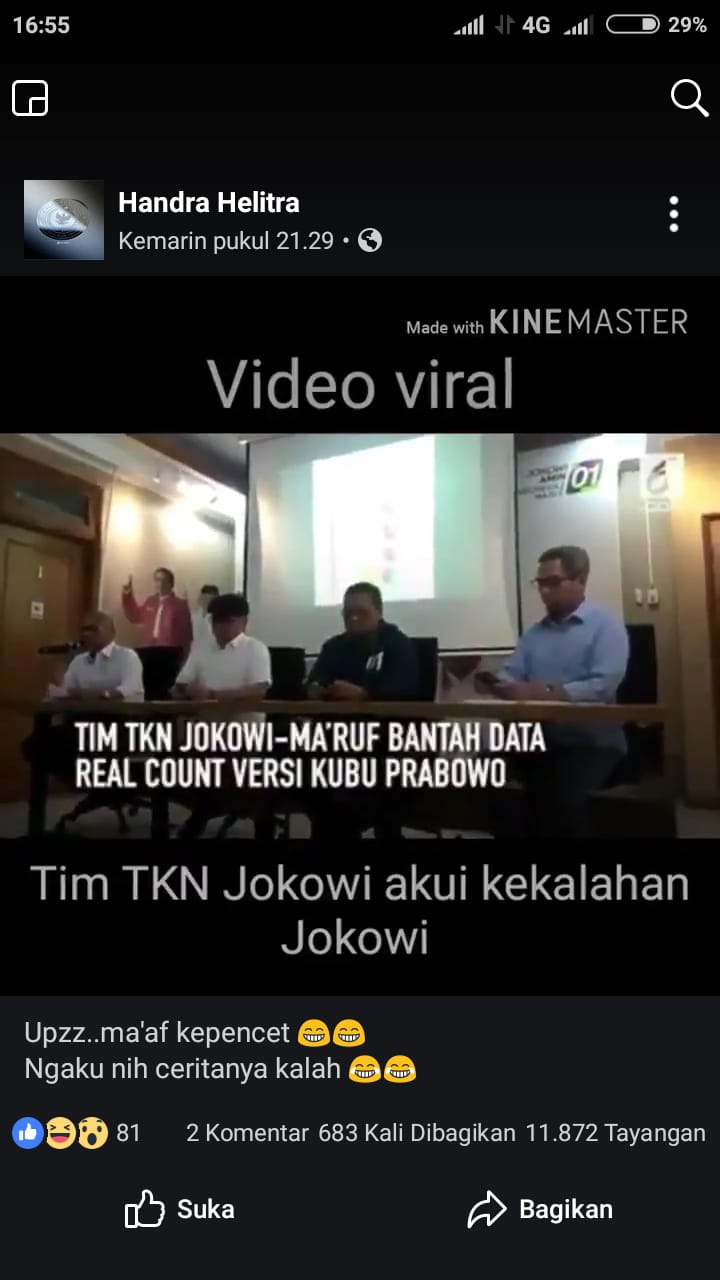 16:55
4G
29%
Handra Helitra
Kemarin pukul 21.29 •
Made with KINEMASTER
Video viral
JOKOWI
AMIN
01
TIM TKN JOKOWI-MA'RUF BANTAH DATA
REAL COUNT VERSI KUBU PRABOWO
Tim TKN Jokowi akui kekalahan
Jokowi
Upzz..ma'af kepencet 😂😂
Ngaku nih ceritanya kalah 😂😂
81
2 Komentar 683 Kali Dibagikan 11.872 Tayangan
Suka
Bagikan